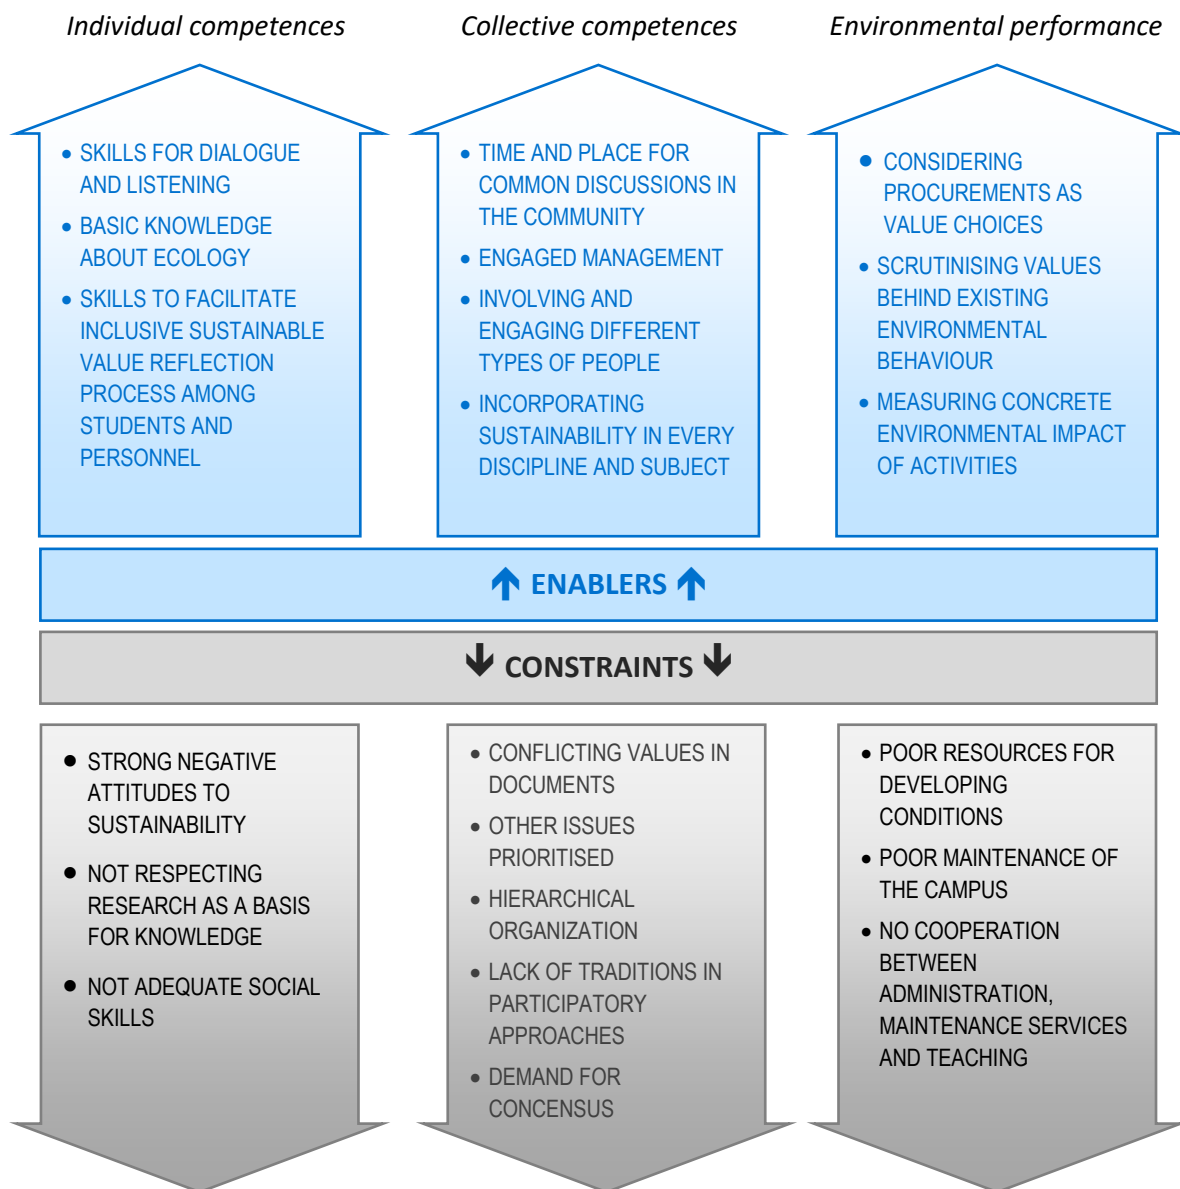 Individual competences
Collective competences
Environmental performance
• SKILLS FOR DIALOGUE
AND LISTENING
• BASIC KNOWLEDGE
ABOUT ECOLOGY
• SKILLS TO FACILITATE
INCLUSIVE SUSTAINABLE
VALUE REFLECTION
PROCESS AMONG
STUDENTS AND
PERSONNEL
• TIME AND PLACE FOR
COMMON DISCUSSIONS IN
THE COMMUNITY
• ENGAGED MANAGEMENT
• INVOLVING AND
ENGAGING DIFFERENT
TYPES OF PEOPLE
• INCORPORATING
SUSTAINABILITY IN EVERY
DISCIPLINE AND SUBJECT
• CONSIDERING
PROCUREMENTS AS
VALUE CHOICES
• SCRUTINISING VALUES
BEHIND EXISTING
ENVIRONMENTAL
BEHAVIOUR
• MEASURING CONCRETE
ENVIRONMENTAL IMPACT
OF ACTIVITIES
↑ ENABLERS ↑
↓ CONSTRAINTS ↓
• STRONG NEGATIVE
ATTITUDES TO
SUSTAINABILITY
• NOT RESPECTING
RESEARCH AS A BASIS
FOR KNOWLEDGE
• NOT ADEQUATE SOCIAL
SKILLS
• CONFLICTING VALUES IN
DOCUMENTS
• OTHER ISSUES
PRIORITISED
• HIERARCHICAL
ORGANIZATION
• LACK OF TRADITIONS IN
PARTICIPATORY
APPROACHES
• DEMAND FOR
CONCENSUS
• POOR RESOURCES FOR
DEVELOPING
CONDITIONS
• POOR MAINTENANCE OF
THE CAMPUS
• NO COOPERATION
BETWEEN
ADMINISTRATION,
MAINTENANCE SERVICES
AND TEACHING